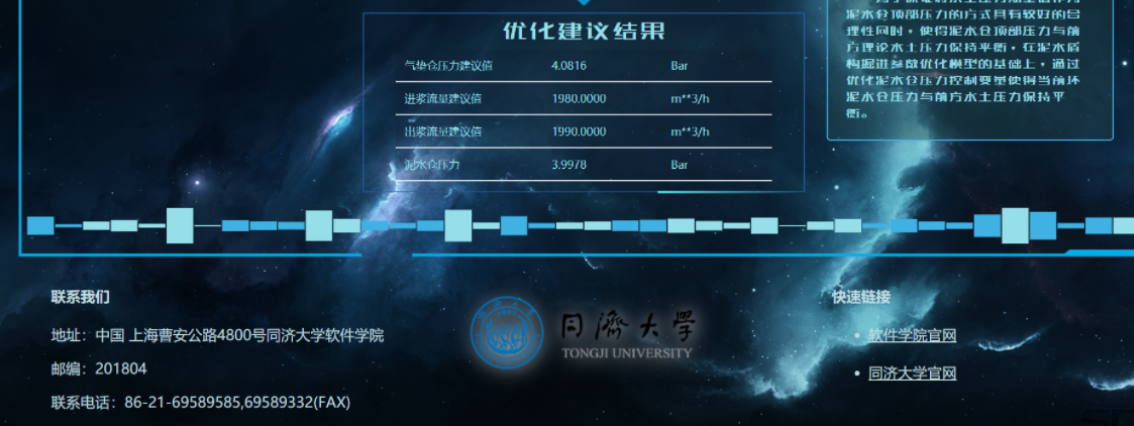 优化建议结果
气垫仓压力建议值 4.0816 Bar
进浆流量建议值 1980.0000 m**3/h
出浆流量建议值 1990.0000 m**3/h
泥水仓压力 3.9978 Bar
泥水仓顶部压力的方式具有较好的合
理性同时，使得泥水仓顶部压力与前
方理论水土压力保持平衡，在泥水盾
构掘进参数优化模型的基础上，通过
优化泥水仓压力控制变量使得当前环
泥水仓压力与前方水土压力保持平
衡。
联系我们
地址：中国 上海曹安公路4800号同济大学软件学院
邮编：201804
联系电话：86-21-69589585,69589332(FAX)
同濟大學
TONGJI UNIVERSITY
快速链接
• 软件学院官网
• 同济大学官网